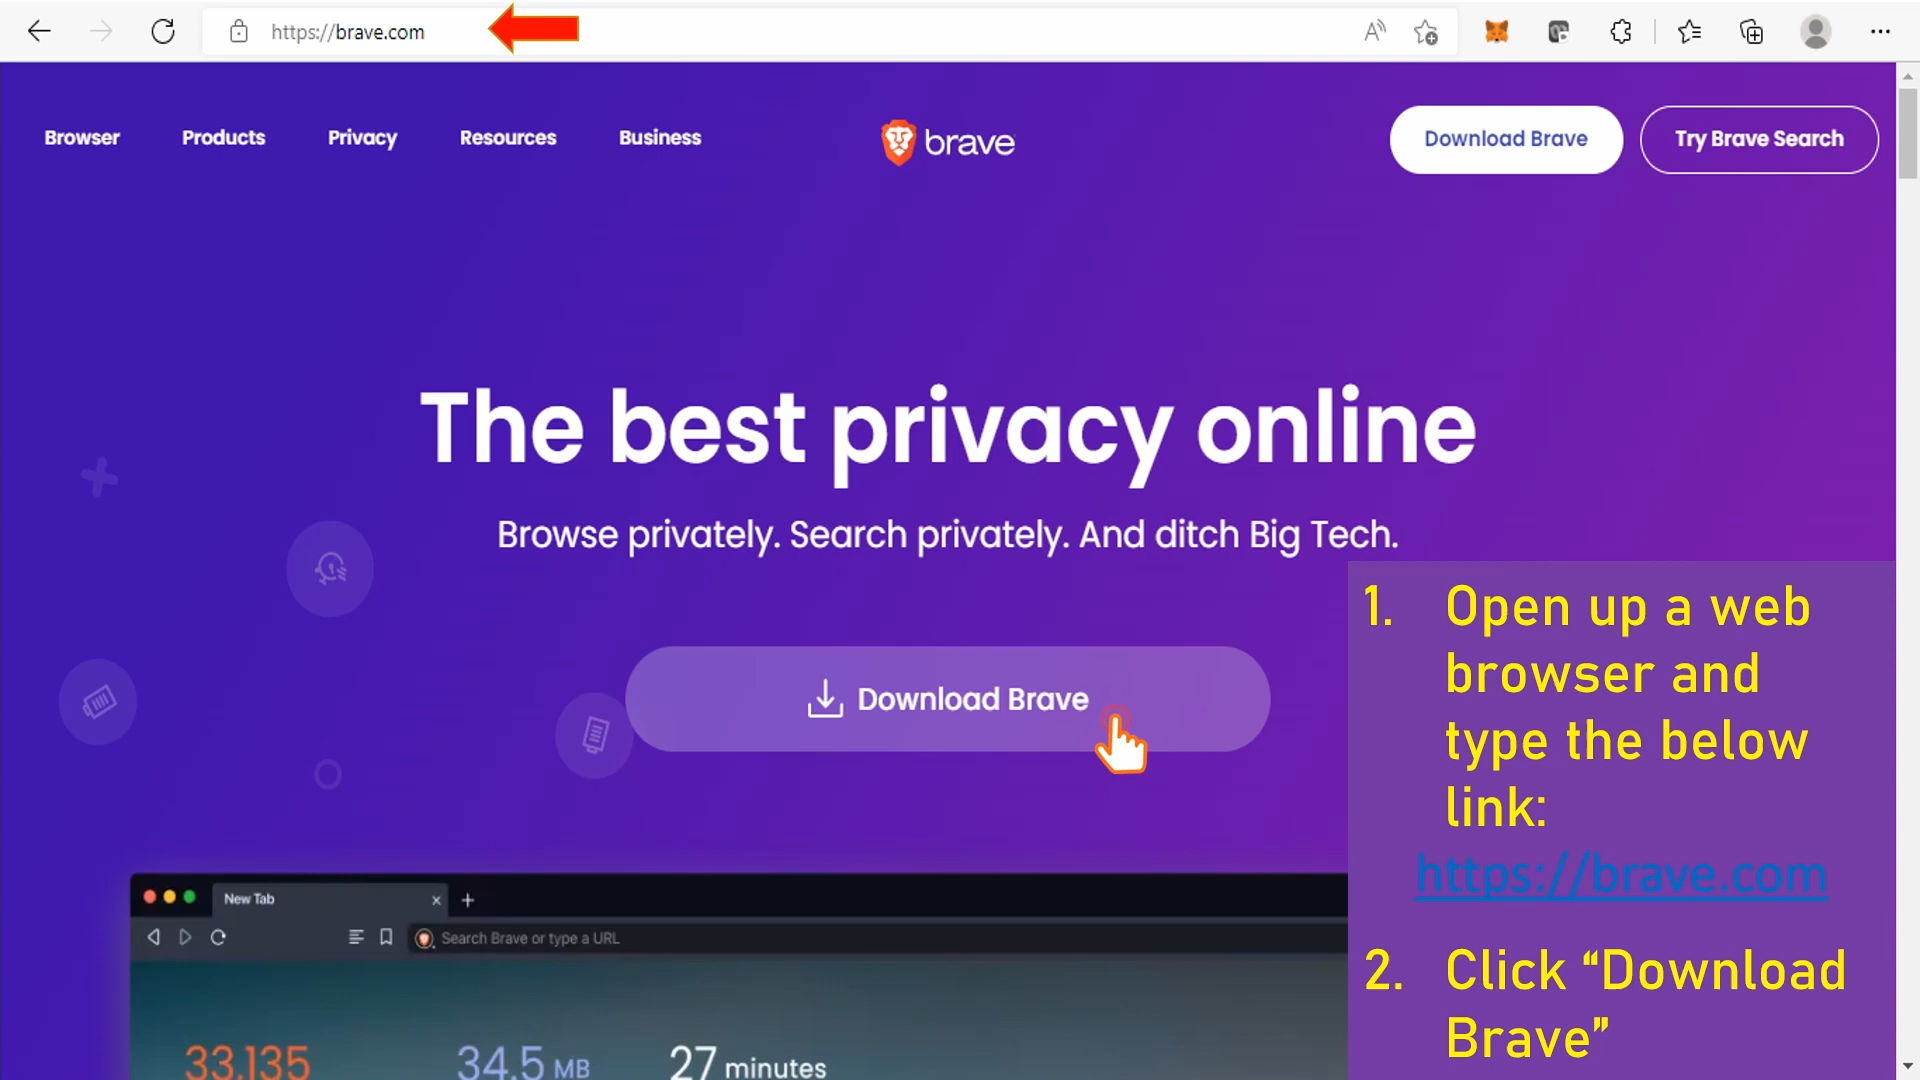 https://brave.com
Browser Products Privacy Resources Business brave Download Brave Try Brave Search
The best privacy online
Browse privately. Search privately. And ditch Big Tech.
Download Brave
1. Open up a web
browser and
type the below
link:
https://brave.com
2. Click “Download
Brave”
New Tab
Search Brave or type a URL
33,135 34.5 MB 27 minutes